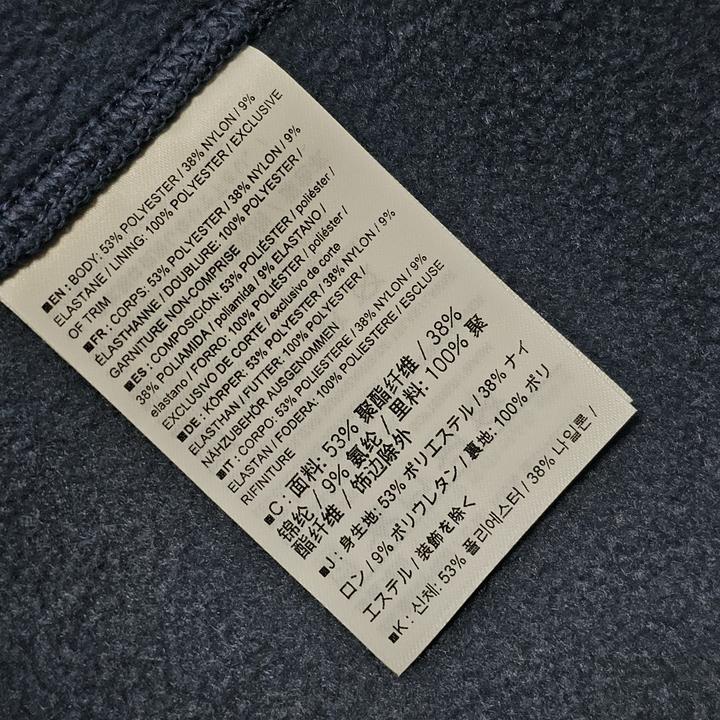 ■EN : BODY: 53% POLYESTER / 38% NYLON / 9%
ELASTANE / LINING: 100% POLYESTER / EXCLUSIVE
OF TRIM
■FR : CORPS: 53% POLYESTER / 38% NYLON / 9%
ELASTHANNE / DOUBLURE: 100% POLYESTER /
GARNITURE NON-COMPRISE
■ES : COMPOSICIÓN: 53% POLIÉSTER / poliéster /
38% POLIAMIDA / poliamida / 9% ELASTANO /
elastano / FORRO: 100% POLIÉSTER / poliéster /
EXCLUSIVO DE CORTE / exclusivo de corte
■DE : KÖRPER: 53% POLYESTER / 38% NYLON / 9%
ELASTHAN / FUTTER: 100% POLYESTER /
NÄHZUBEHÖR AUSGENOMMEN
■IT : CORPO: 53% POLIESTERE / 38% NYLON / 9%
ELASTAN / FODERA: 100% POLIESTERE / ESCLUSE
RIFINITURE
■C : 面料: 53% 聚酯纤维 / 38%
锦纶 / 9% 氨纶 / 里料: 100% 聚
酯纤维 / 饰边除外
■J : 身生地: 53% ポリエステル / 38% ナイ
ロン / 9% ポリウレタン / 裏地: 100% ポリ
エステル / 装飾を除く
■K : 신체: 53% 폴리에스터 / 38% 나일론 /